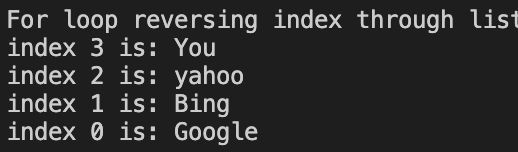 For loop reversing index through list
index 3 is: You
index 2 is: yahoo
index 1 is: Bing
index 0 is: Google